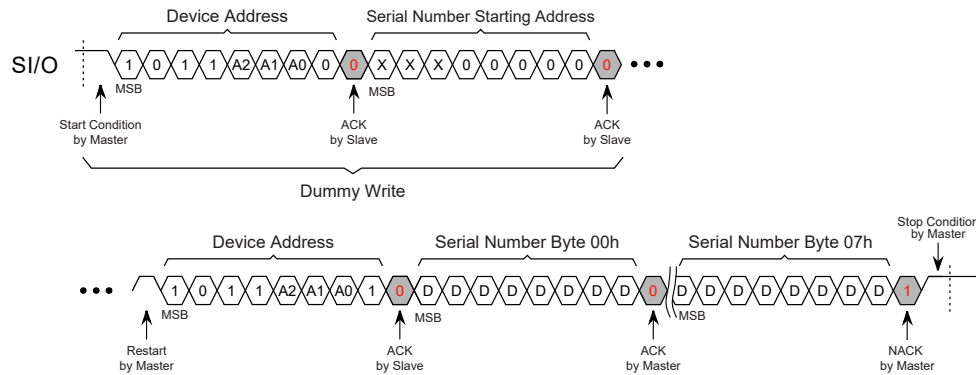 Device Address
Serial Number Starting Address
SI/O
1 0 1 1 A2 A1 A0 0 0 X X X 0 0 0 0 0 0 •••
MSB
MSB
Start Condition
by Master
ACK
by Slave
ACK
by Slave
Dummy Write
Stop Condition
by Master
Device Address
Serial Number Byte 00h
Serial Number Byte 07h
••• 1 0 1 1 A2 A1 A0 1 0 D D D D D D D D 0 D D D D D D D D 1
MSB
MSB
MSB
Restart
by Master
ACK
by Slave
ACK
by Master
NACK
by Master